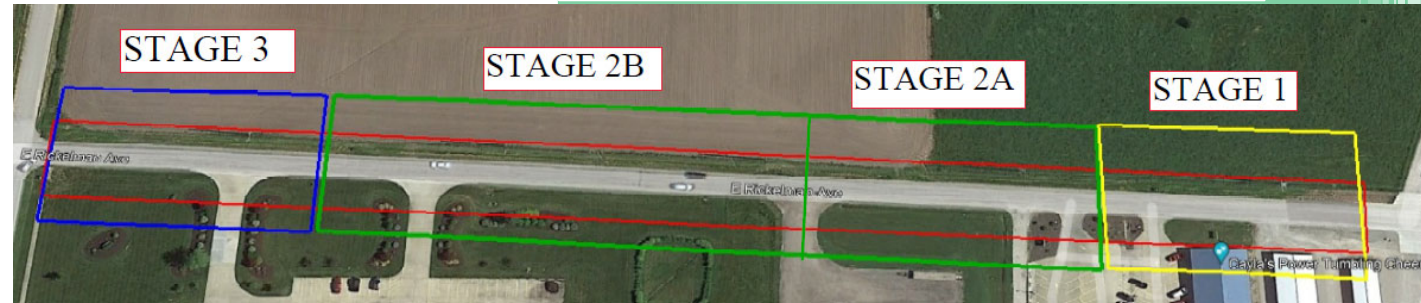 STAGE 3
STAGE 2B
STAGE 2A
STAGE 1
E Rickelman Ave
E Rickelman Ave
Cayla's Power Tumbling Cheer